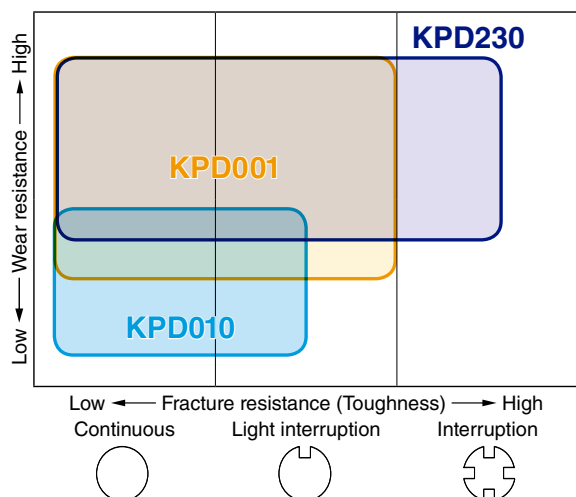 KPD230
KPD001
KPD010
Low ← Wear resistance → High
Low ← Fracture resistance (Toughness) → High
Continuous Light interruption Interruption